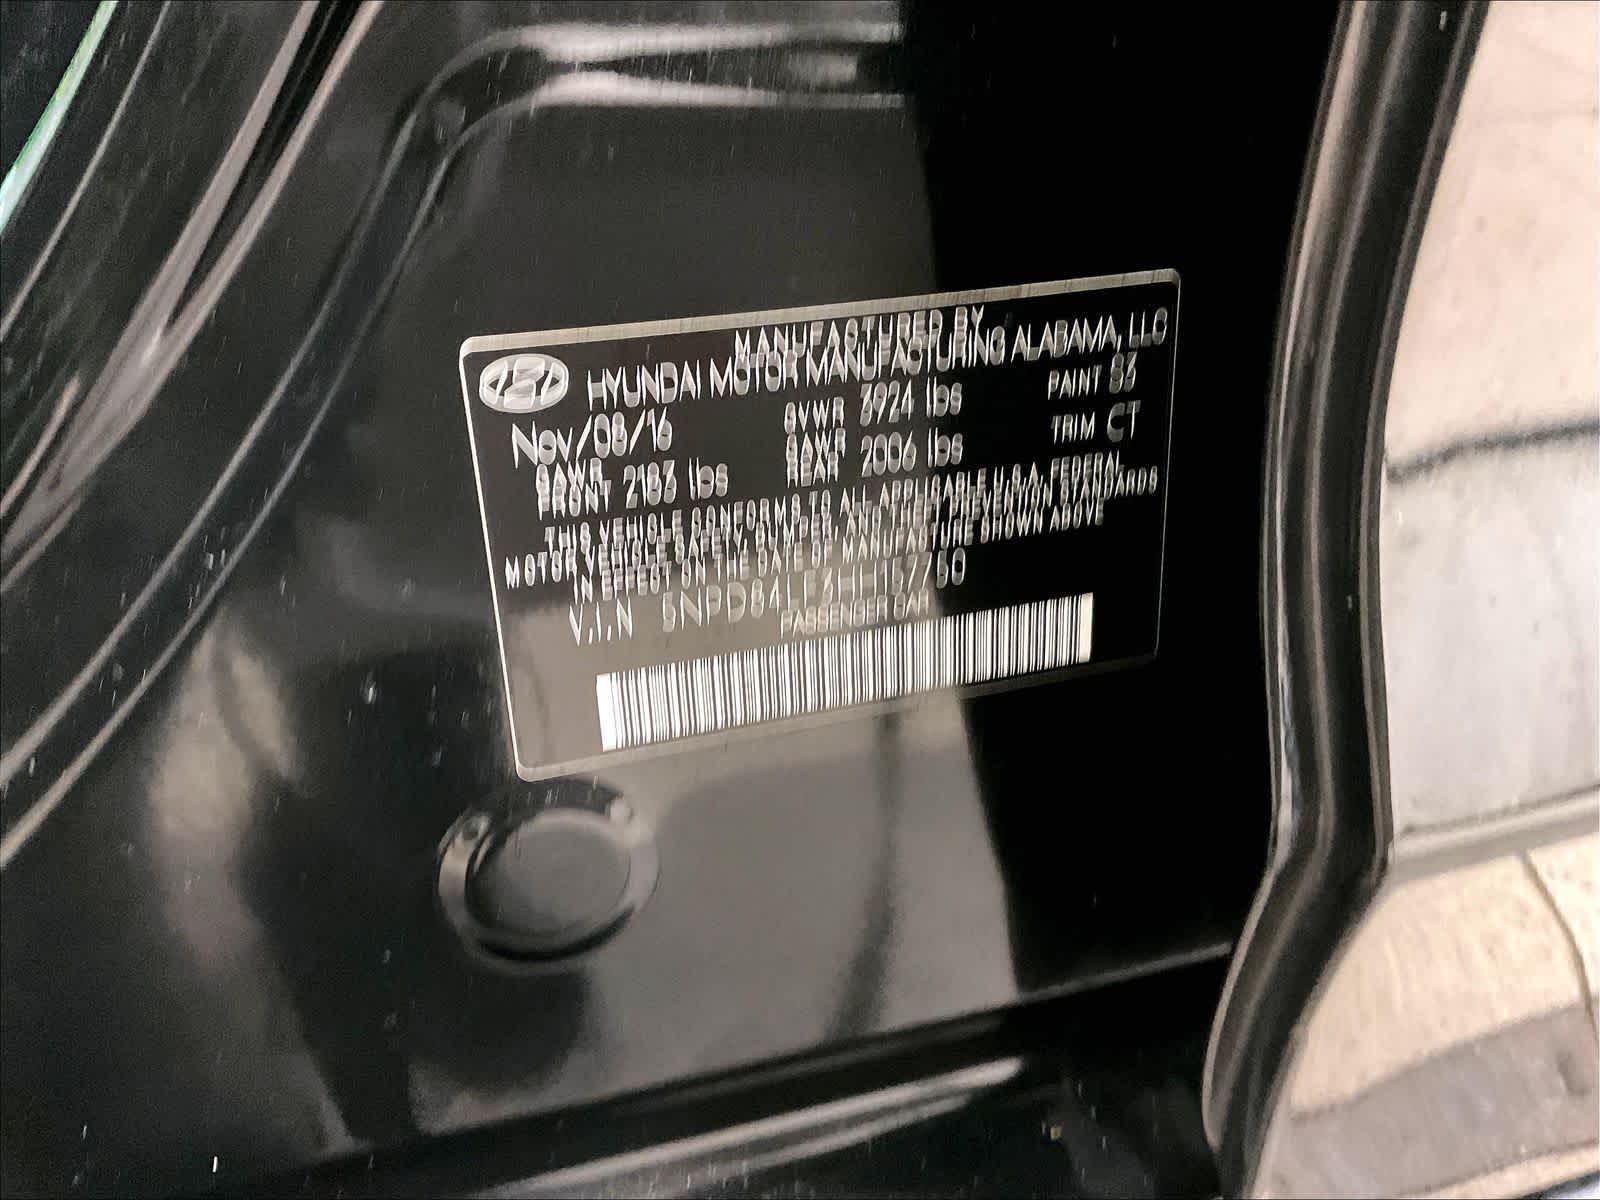 MANUFACTURED BY
HYUNDAI MOTOR MANUFACTURING ALABAMA, LLC
Nov/08/16 GVWR 3924 lbs PAINT
GAWR FRONT 2183 lbs GAWR REAR 2006 lbs TRIM CT
THIS VEHICLE CONFORMS TO ALL APPLICABLE U.S.A. FEDERAL
MOTOR VEHICLE SAFETY, BUMPER, AND THEFT PREVENTION STANDARDS
IN EFFECT ON THE DATE OF MANUFACTURE SHOWN ABOVE
V.I.N
PASSENGER CAR